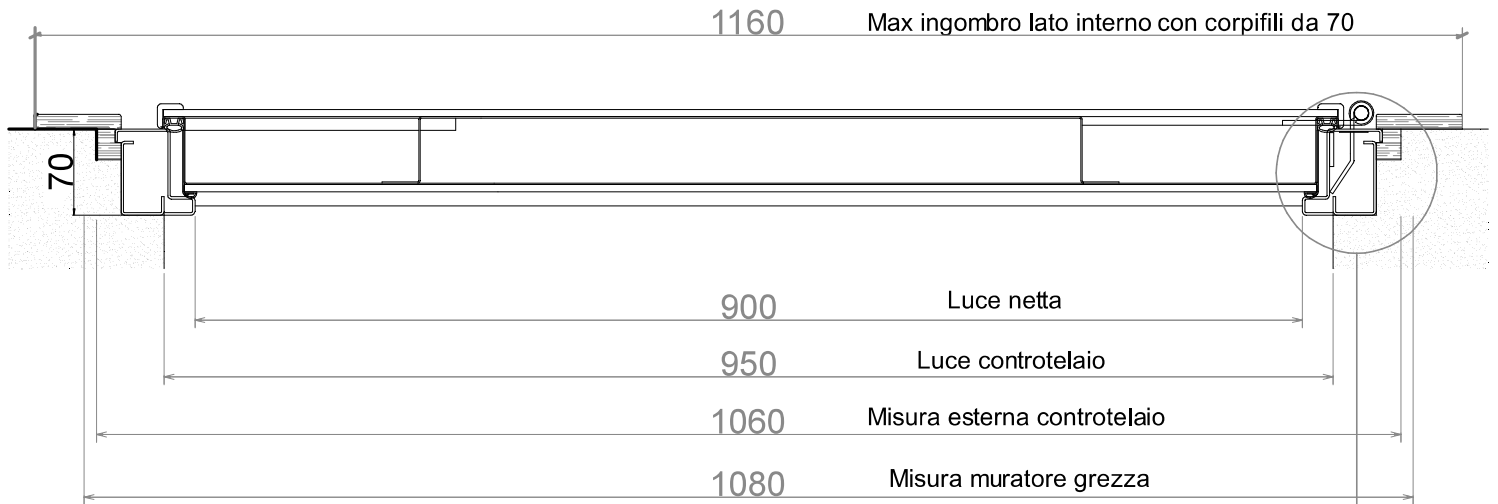 1160 Max ingombro lato interno con corpifili da 70
70
900 Luce netta
950 Luce controtelaio
1060 Misura esterna controtelaio
1080 Misura muratore grezza